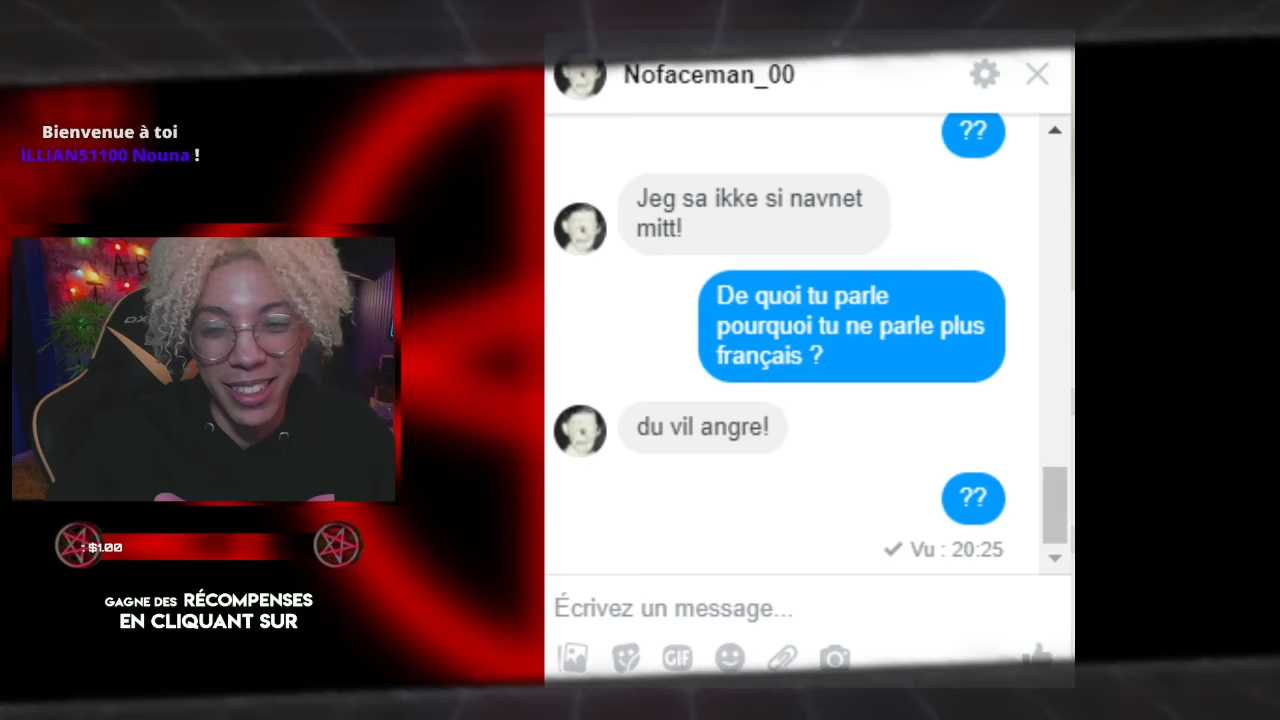 Bienvenue à toi
ILLIAN51100 Nouna !
: $1.00
GAGNE DES RÉCOMPENSES
EN CLIQUANT SUR
Nofaceman_00
??
Jeg sa ikke si navnet
mitt!
De quoi tu parle
pourquoi tu ne parle plus
français ?
du vil angre!
??
Vu : 20:25
Écrivez un message...
GIF